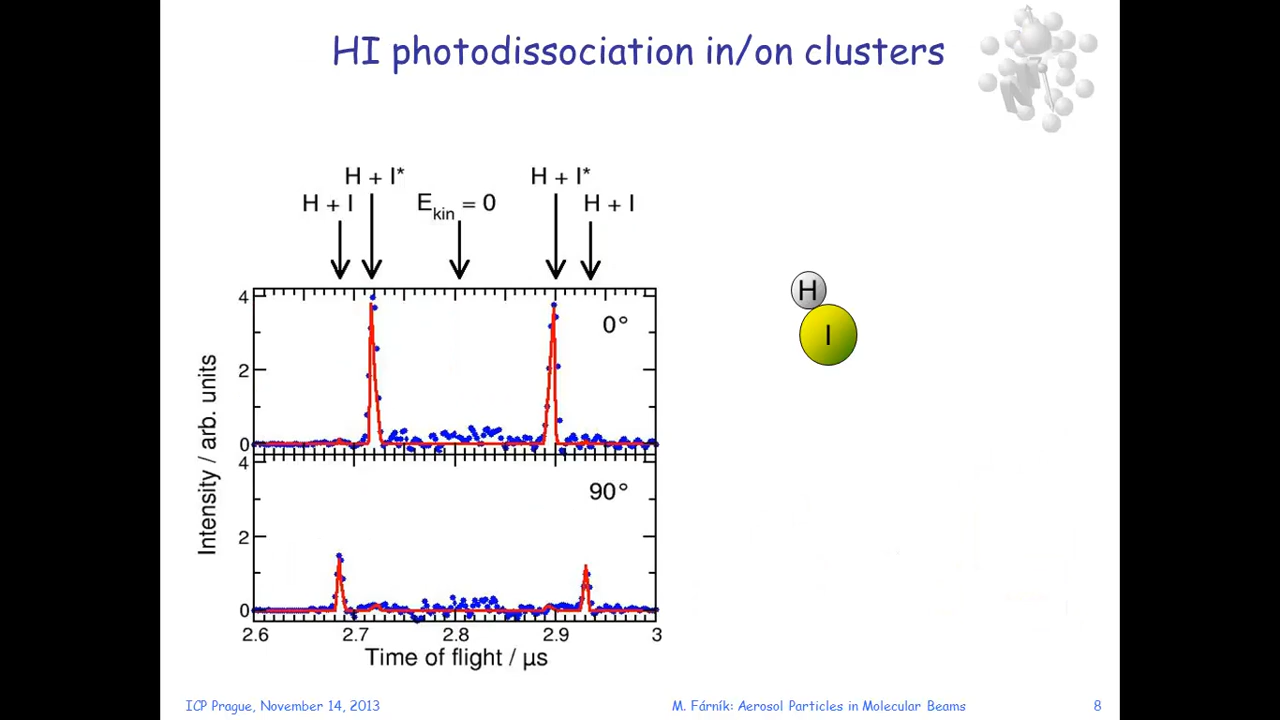 HI photodissociation in/on clusters
H + I*
H + I*
H + I
E_kin = 0
H + I
4
0°
2
0
4
90°
2
0
Intensity / arb. units
2.6
2.7
2.8
2.9
3
Time of flight / μs
H
I
ICP Prague, November 14, 2013
M. Fárník: Aerosol Particles in Molecular Beams
8